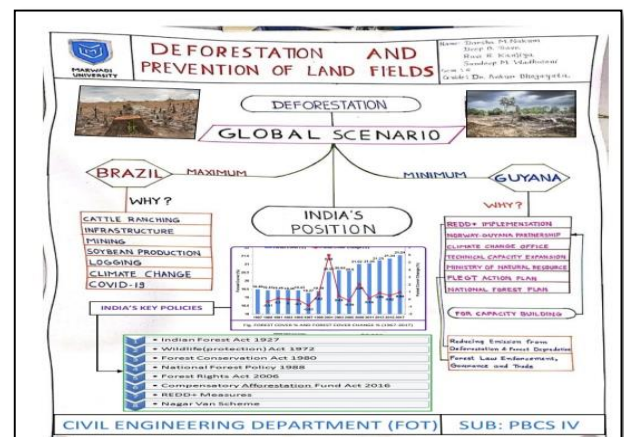 MARWADI
UNIVERSITY
DEFORESTATION AND
PREVENTION OF LAND FIELDS
Name:
DEFORESTATION
GLOBAL SCENARIO
BRAZIL
MAXIMUM
MINIMUM
GUYANA
WHY?
CATTLE RANCHING
INFRASTRUCTURE
MINING
SOYBEAN PRODUCTION
LOGGING
CLIMATE CHANGE
COVID-19
INDIA'S
POSITION
WHY?
REDD+ IMPLEMENTATION
NORWAY-GUYANA PARTNERSHIP
CLIMATE CHANGE OFFICE
TECHNICAL CAPACITY EXPANSION
MINISTRY OF NATURAL RESOURCE
FLEGT ACTION PLAN
NATIONAL FOREST PLAN
FOR CAPACITY BUILDING
Reducing Emission from
Deforestation & Forest Degradation
Forest Law Enforcement,
Governance and Trade
Fig. FOREST COVER % AND FOREST COVER CHANGE % (1987-2017)
INDIA'S KEY POLICIES
• Indian Forest Act 1927
• Wildlife(protection) Act 1972
• Forest Conservation Act 1980
• National Forest Policy 1988
• Forest Rights Act 2006
• Compensatory Afforestation Fund Act 2016
• REDD+ Measures
• Nagar Van Scheme
CIVIL ENGINEERING DEPARTMENT (FOT)
SUB: PBCS IV